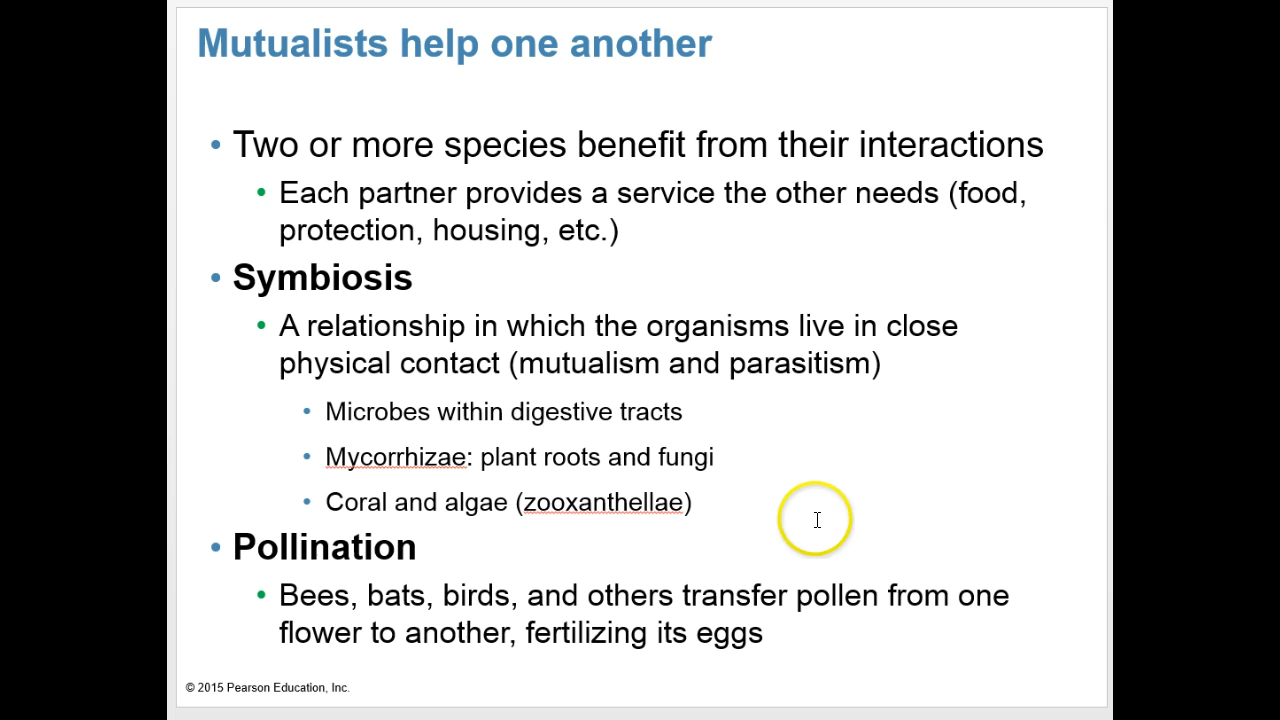 Mutualists help one another
• Two or more species benefit from their interactions
• Each partner provides a service the other needs (food,
protection, housing, etc.)
• Symbiosis
• A relationship in which the organisms live in close
physical contact (mutualism and parasitism)
• Microbes within digestive tracts
• Mycorrhizae: plant roots and fungi
• Coral and algae (zooxanthellae)
• Pollination
• Bees, bats, birds, and others transfer pollen from one
flower to another, fertilizing its eggs
© 2015 Pearson Education, Inc.